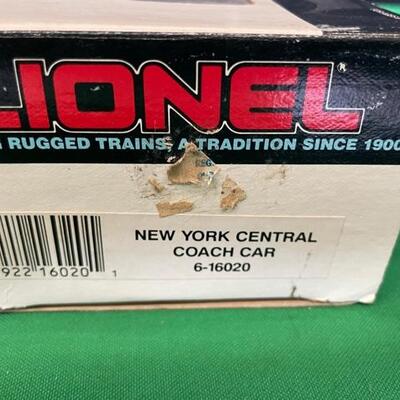 LIONEL®
RUGGED TRAINS, A TRADITION SINCE 1900
NEW YORK CENTRAL
COACH CAR
6-16020
922 16020 1